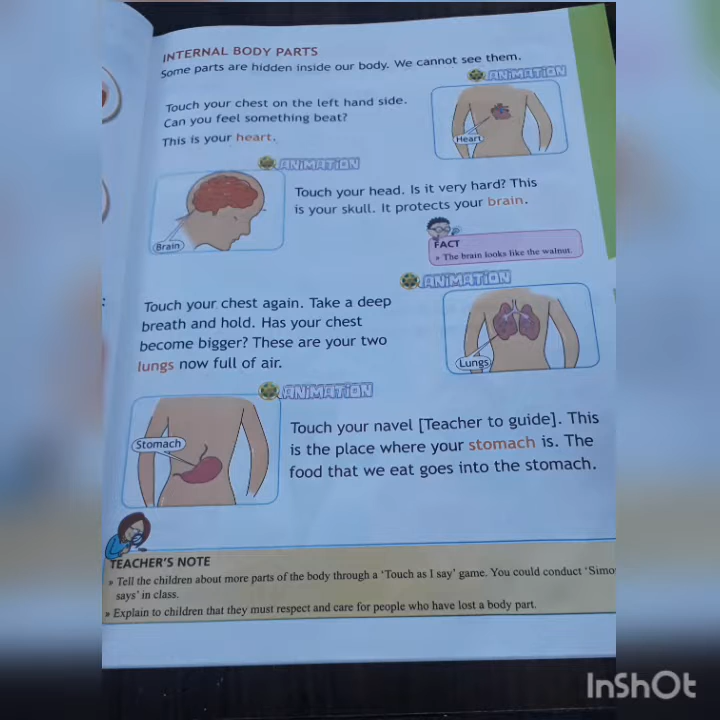 INTERNAL BODY PARTS
Some parts are hidden inside our body. We cannot see them.
ANiMATiON
Touch your chest on the left hand side.
Can you feel something beat?
This is your heart.
Heart
ANiMATiON
Brain
Touch your head. Is it very hard? This
is your skull. It protects your brain.
FACT
» The brain looks like the walnut.
ANiMATiON
Touch your chest again. Take a deep
breath and hold. Has your chest
become bigger? These are your two
lungs now full of air.
Lungs
ANiMATiON
Stomach
Touch your navel [Teacher to guide]. This
is the place where your stomach is. The
food that we eat goes into the stomach.
TEACHER'S NOTE
» Tell the children about more parts of the body through a 'Touch as I say' game. You could conduct 'Simo
says' in class.
» Explain to children that they must respect and care for people who have lost a body part.
InShOt